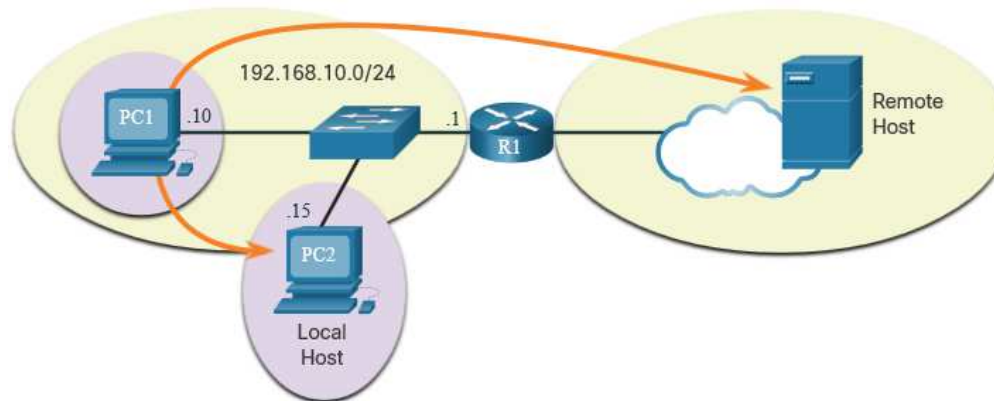 192.168.10.0/24
PC1
.10
.1
R1
Remote
Host
.15
PC2
Local
Host